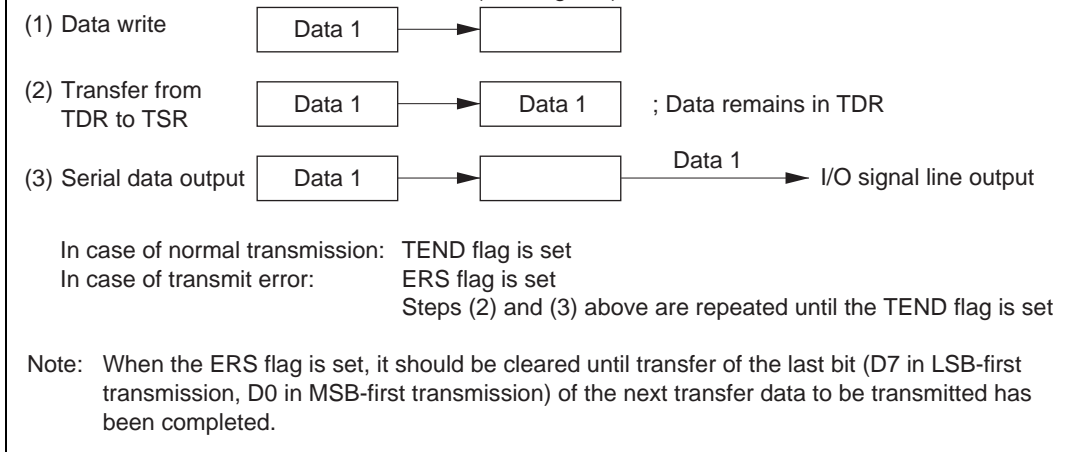 (1) Data write
Data 1
(2) Transfer from
TDR to TSR
Data 1
Data 1
; Data remains in TDR
(3) Serial data output
Data 1
Data 1
I/O signal line output
In case of normal transmission: TEND flag is set
In case of transmit error: ERS flag is set
Steps (2) and (3) above are repeated until the TEND flag is set
Note: When the ERS flag is set, it should be cleared until transfer of the last bit (D7 in LSB-first
transmission, D0 in MSB-first transmission) of the next transfer data to be transmitted has
been completed.